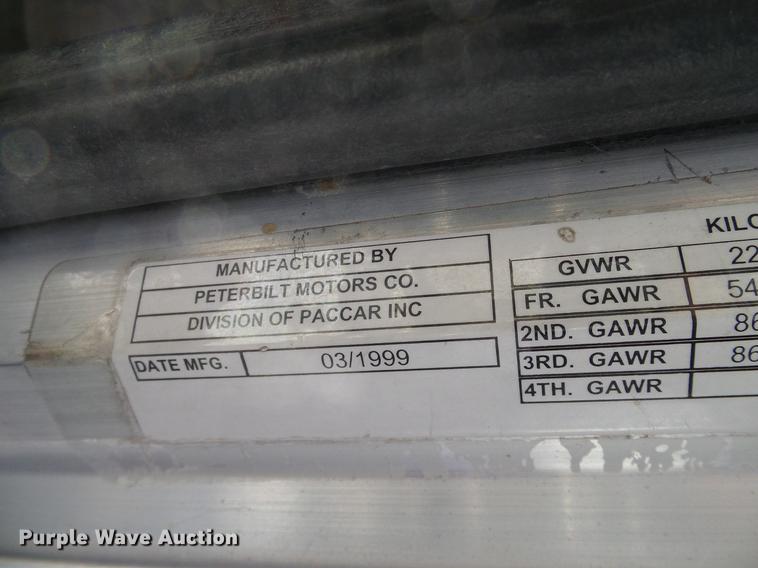 MANUFACTURED BY
PETERBILT MOTORS CO.
DIVISION OF PACCAR INC
DATE MFG. 03/1999
KILO
GVWR 22
FR. GAWR 54
2ND. GAWR 86
3RD. GAWR 86
4TH. GAWR
Purple Wave Auction